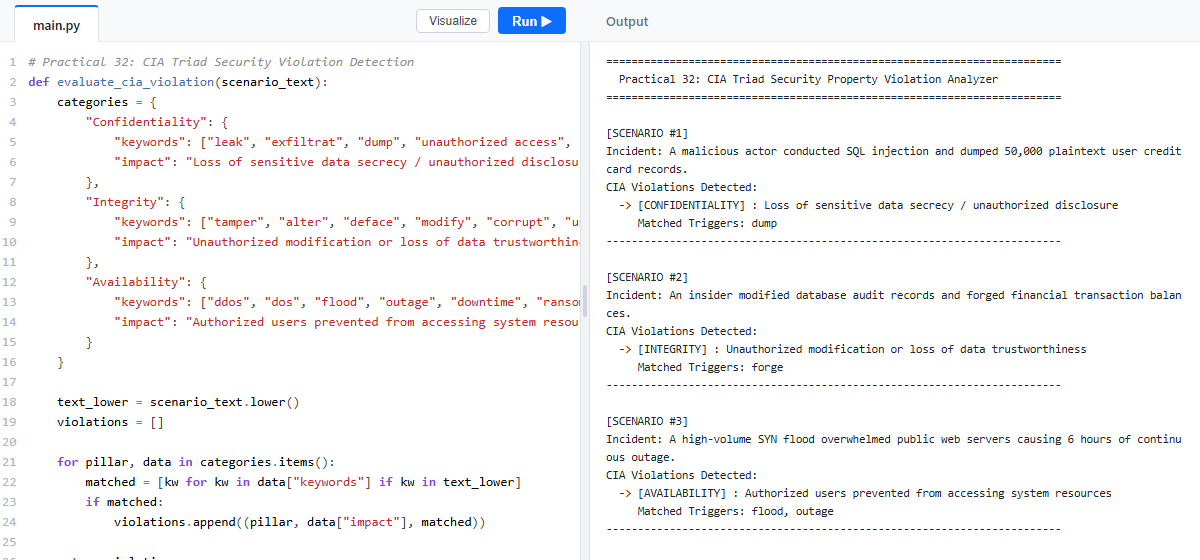 main.py
Visualize
Run
Output
1 # Practical 32: CIA Triad Security Violation Detection
2 def evaluate_cia_violation(scenario_text):
3 categories = {
4 "Confidentiality": {
5 "keywords": ["leak", "exfiltrat", "dump", "unauthorized access",
6 "impact": "Loss of sensitive data secrecy / unauthorized disclosu
7 },
8 "Integrity": {
9 "keywords": ["tamper", "alter", "deface", "modify", "corrupt", "u
10 "impact": "Unauthorized modification or loss of data trustworthin
11 },
12 "Availability": {
13 "keywords": ["ddos", "dos", "flood", "outage", "downtime", "ranso
14 "impact": "Authorized users prevented from accessing system resou
15 }
16 }
17
18 text_lower = scenario_text.lower()
19 violations = []
20
21 for pillar, data in categories.items():
22 matched = [kw for kw in data["keywords"] if kw in text_lower]
23 if matched:
24 violations.append((pillar, data["impact"], matched))
25
========================================================================
Practical 32: CIA Triad Security Property Violation Analyzer
========================================================================
[SCENARIO #1]
Incident: A malicious actor conducted SQL injection and dumped 50,000 plaintext user credit
card records.
CIA Violations Detected:
-> [CONFIDENTIALITY] : Loss of sensitive data secrecy / unauthorized disclosure
Matched Triggers: dump
------------------------------------------------------------------------
[SCENARIO #2]
Incident: An insider modified database audit records and forged financial transaction balan
ces.
CIA Violations Detected:
-> [INTEGRITY] : Unauthorized modification or loss of data trustworthiness
Matched Triggers: forge
------------------------------------------------------------------------
[SCENARIO #3]
Incident: A high-volume SYN flood overwhelmed public web servers causing 6 hours of continu
ous outage.
CIA Violations Detected:
-> [AVAILABILITY] : Authorized users prevented from accessing system resources
Matched Triggers: flood, outage
------------------------------------------------------------------------